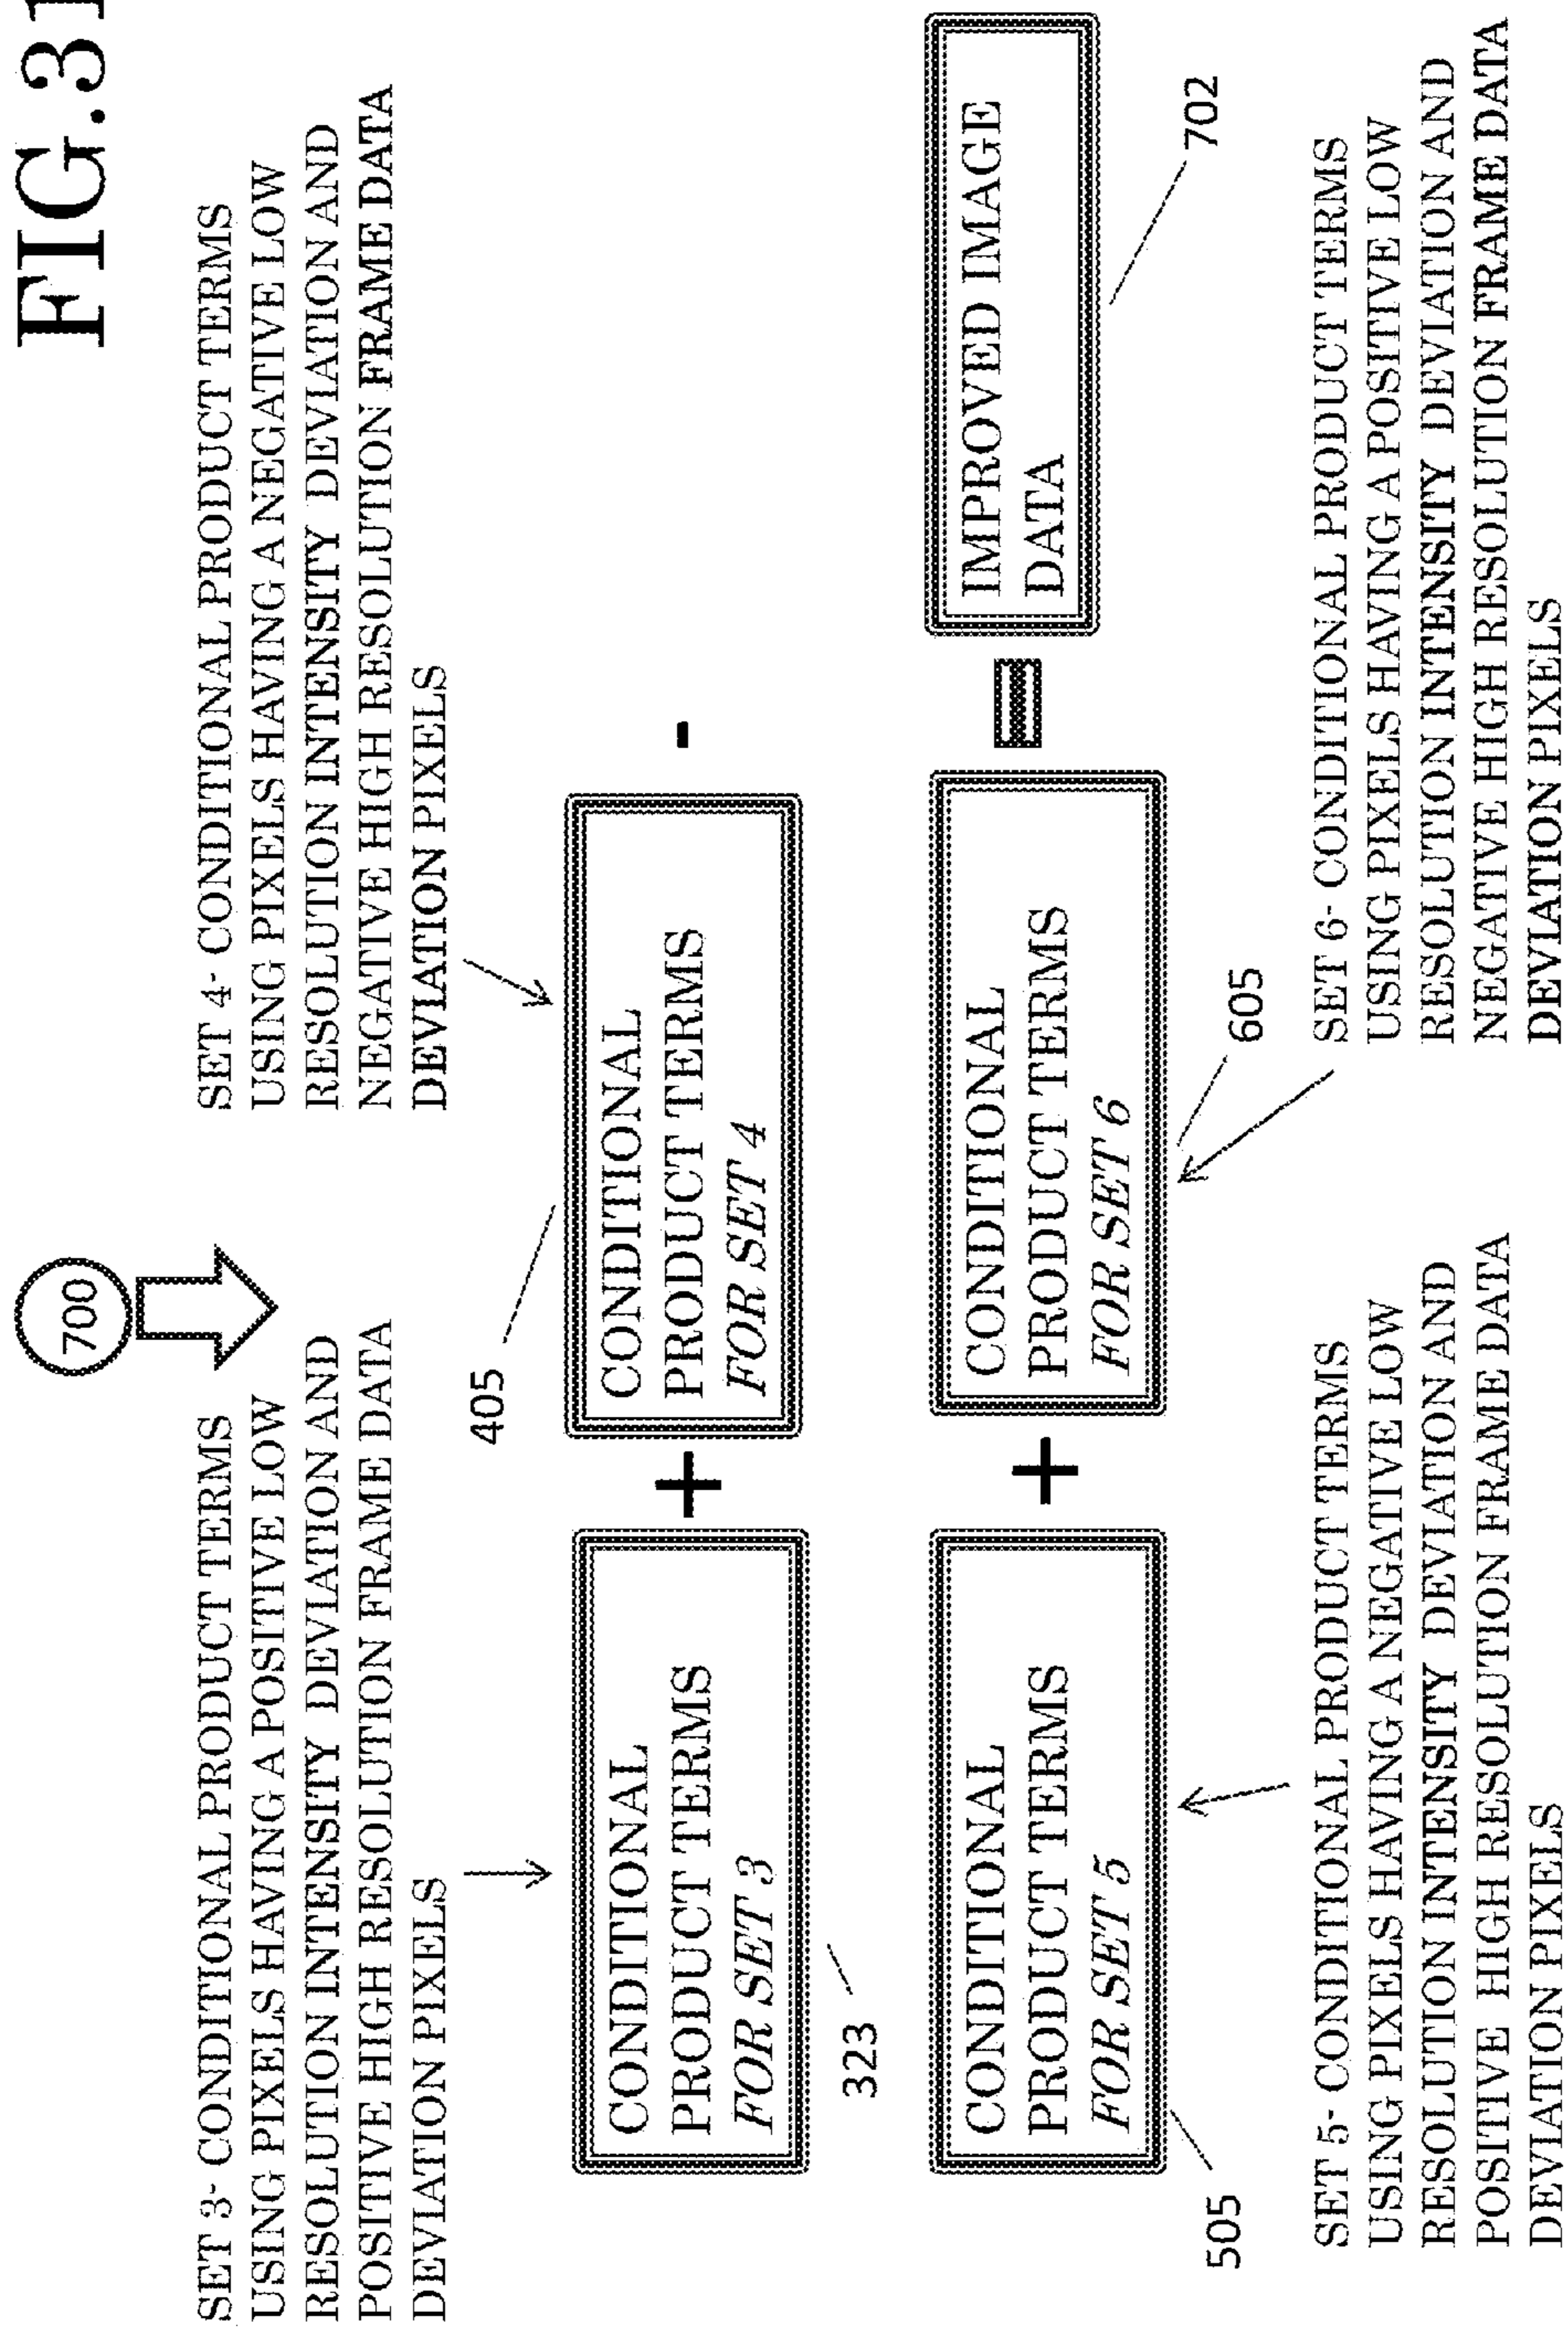 FIG.31
700
SET 3- CONDITIONAL PRODUCT TERMS
USING PIXELS HAVING A POSITIVE LOW
RESOLUTION INTENSITY DEVIATION AND
POSITIVE HIGH RESOLUTION FRAME DATA
DEVIATION PIXELS
SET 4- CONDITIONAL PRODUCT TERMS
USING PIXELS HAVING A NEGATIVE LOW
RESOLUTION INTENSITY DEVIATION AND
NEGATIVE HIGH RESOLUTION FRAME DATA
DEVIATION PIXELS
405
CONDITIONAL
PRODUCT TERMS
FOR SET 3
+
CONDITIONAL
PRODUCT TERMS
FOR SET 4
-
323
CONDITIONAL
PRODUCT TERMS
FOR SET 5
+
CONDITIONAL
PRODUCT TERMS
FOR SET 6
=
IMPROVED IMAGE
DATA
505
605
702
SET 5- CONDITIONAL PRODUCT TERMS
USING PIXELS HAVING A NEGATIVE LOW
RESOLUTION INTENSITY DEVIATION AND
POSITIVE HIGH RESOLUTION FRAME DATA
DEVIATION PIXELS
SET 6- CONDITIONAL PRODUCT TERMS
USING PIXELS HAVING A POSITIVE LOW
RESOLUTION INTENSITY DEVIATION AND
NEGATIVE HIGH RESOLUTION FRAME DATA
DEVIATION PIXELS